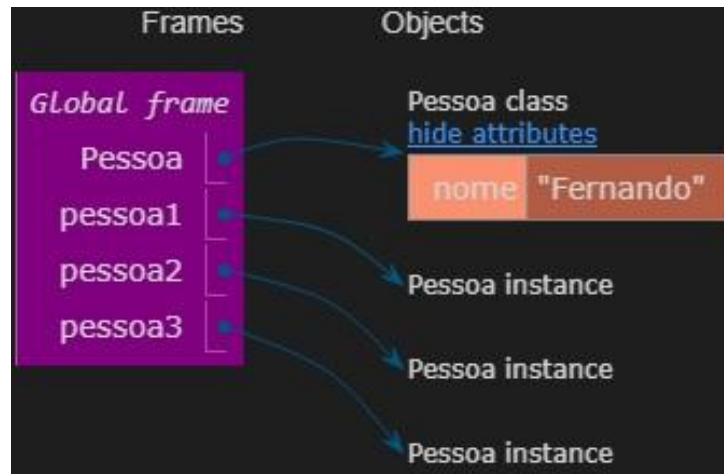 Frames Objects
Global frame
Pessoa
pessoa1
pessoa2
pessoa3
Pessoa class
hide attributes
nome "Fernando"
Pessoa instance
Pessoa instance
Pessoa instance